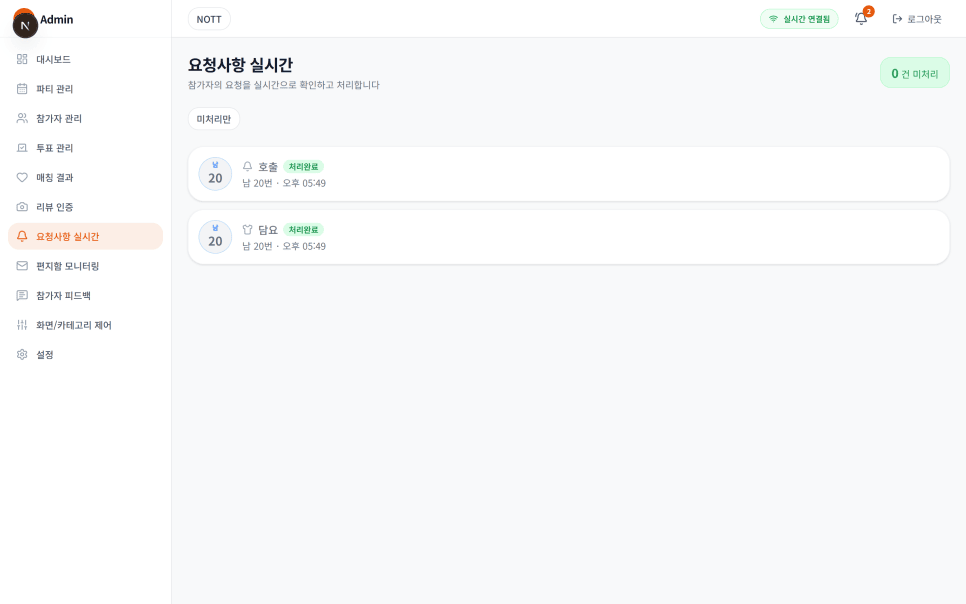 N Admin
대시보드
파티 관리
참가자 관리
투표 관리
매칭 결과
리뷰 인증
요청사항 실시간
편지함 모니터링
참가자 피드백
화면/카테고리 제어
설정
NOTT
실시간 연결됨
2
로그아웃
요청사항 실시간
참가자의 요청을 실시간으로 확인하고 처리합니다
0 건 미처리
미처리만
남
20
호출 처리완료
남 20번 · 오후 05:49
남
20
담요 처리완료
남 20번 · 오후 05:49